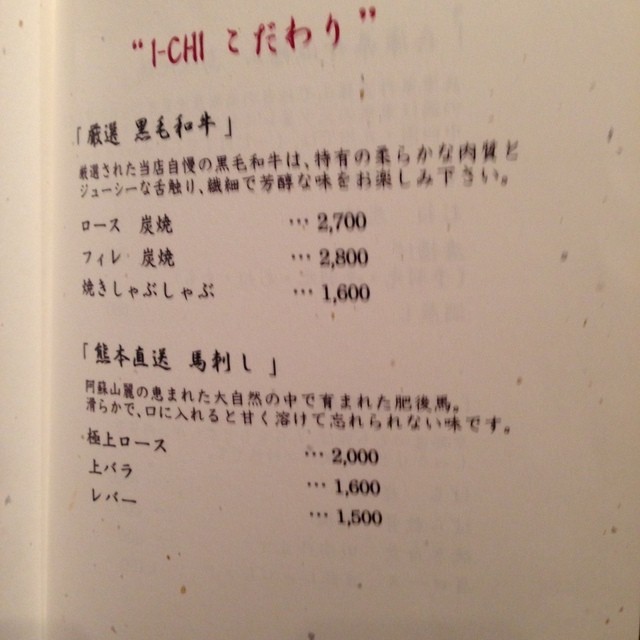 “I-CHI こだわり”
「厳選 黒毛和牛」
厳選された当店自慢の黒毛和牛は、特有の柔らかな肉質と
ジューシーな舌触り、繊細で芳醇な味をお楽しみ下さい。
ロース 炭焼 … 2,700
フィレ 炭焼 … 2,800
焼きしゃぶしゃぶ … 1,600
「熊本直送 馬刺し」
阿蘇山麓の恵まれた大自然の中で育まれた肥後馬。
滑らかで、口に入れると甘く溶けて忘れられない味です。
極上ロース … 2,000
上バラ … 1,600
レバー … 1,500